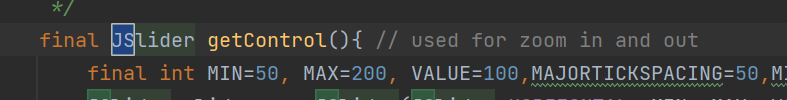 */
final JSlider getControl(){ // used for zoom in and out
final int MIN=50, MAX=200, VALUE=100,MAJORTICKSPACING=50,MI